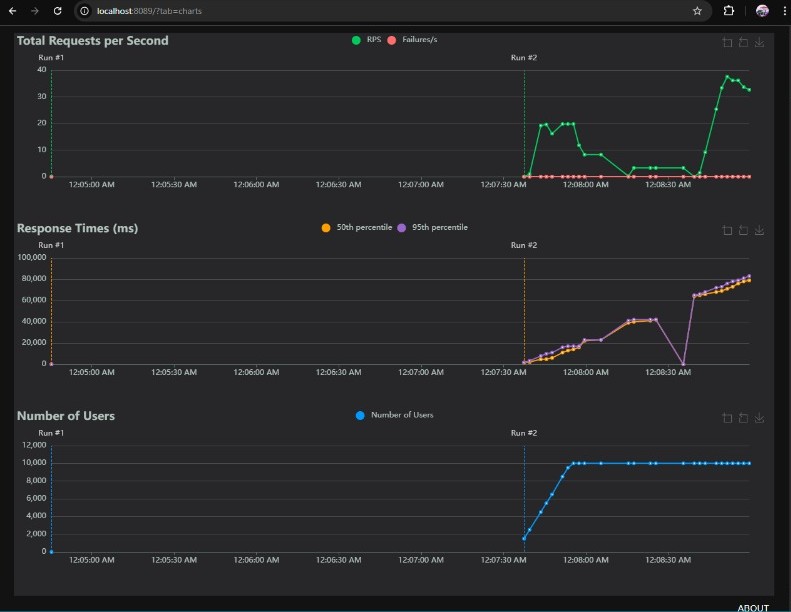 localhost:8089/?tab=charts
Total Requests per Second
RPS Failures/s
Run #1 Run #2
40
30
20
10
0
12:05:00 AM 12:05:30 AM 12:06:00 AM 12:06:30 AM 12:07:00 AM 12:07:30 AM 12:08:00 AM 12:08:30 AM
Response Times (ms)
50th percentile 95th percentile
Run #1 Run #2
100,000
80,000
60,000
40,000
20,000
0
12:05:00 AM 12:05:30 AM 12:06:00 AM 12:06:30 AM 12:07:00 AM 12:07:30 AM 12:08:00 AM 12:08:30 AM
Number of Users
Number of Users
Run #1 Run #2
12,000
10,000
8,000
6,000
4,000
2,000
0
12:05:00 AM 12:05:30 AM 12:06:00 AM 12:06:30 AM 12:07:00 AM 12:07:30 AM 12:08:00 AM 12:08:30 AM
ABOUT